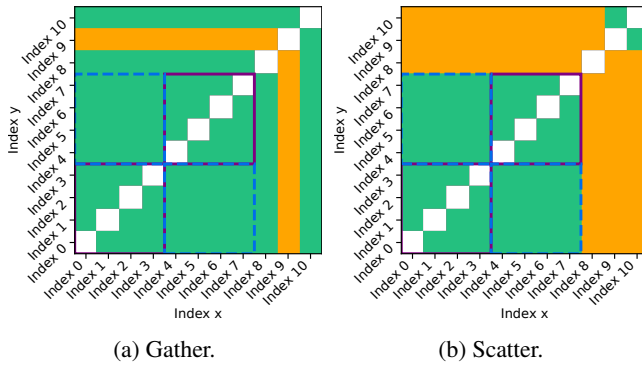 Index y
Index 10
Index 9
Index 8
Index 7
Index 6
Index 5
Index 4
Index 3
Index 2
Index 1
Index 0
Index 0
Index 1
Index 2
Index 3
Index 4
Index 5
Index 6
Index 7
Index 8
Index 9
Index 10
Index x
(a) Gather.
Index y
Index 10
Index 9
Index 8
Index 7
Index 6
Index 5
Index 4
Index 3
Index 2
Index 1
Index 0
Index 0
Index 1
Index 2
Index 3
Index 4
Index 5
Index 6
Index 7
Index 8
Index 9
Index 10
Index x
(b) Scatter.